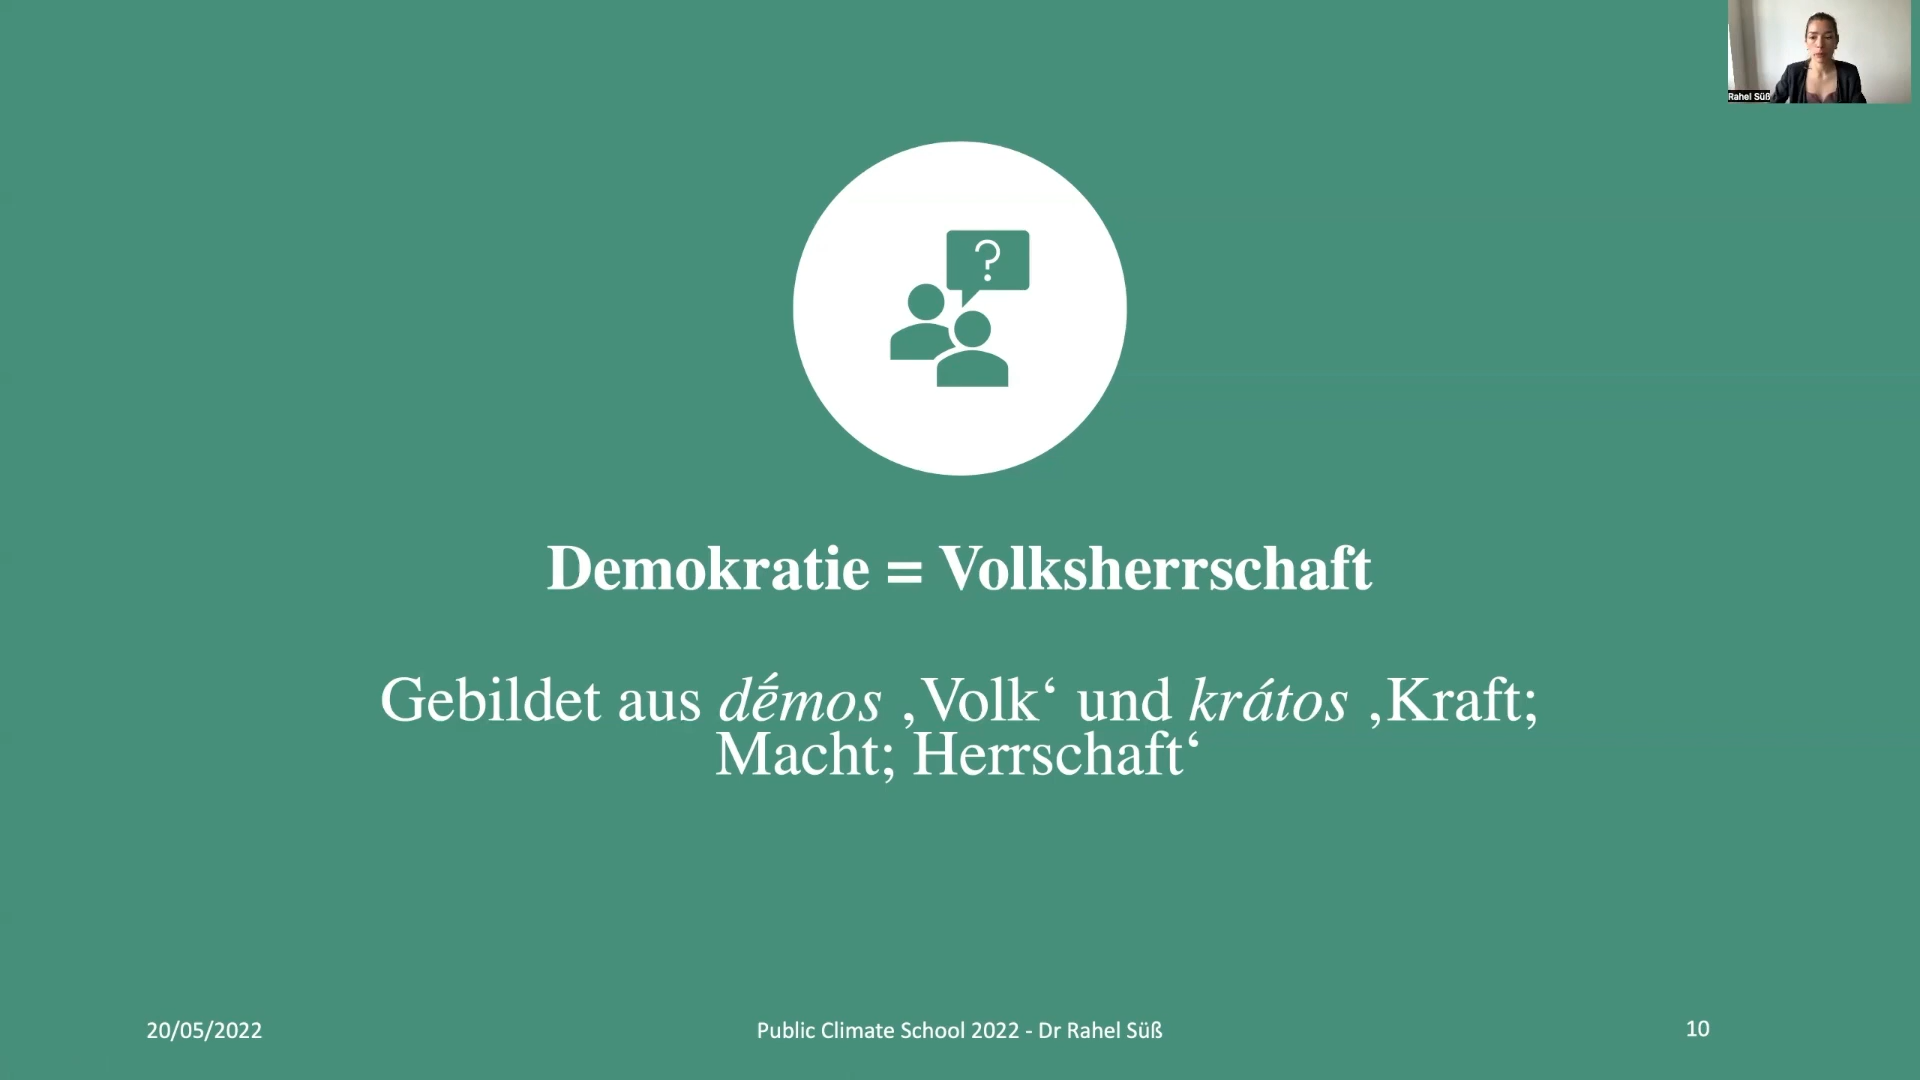 Rahel Süß
?
Demokratie = Volksherrschaft
Gebildet aus dḗmos ‚Volk‘ und krátos ‚Kraft;
Macht; Herrschaft‘
20/05/2022
Public Climate School 2022 - Dr Rahel Süß
10